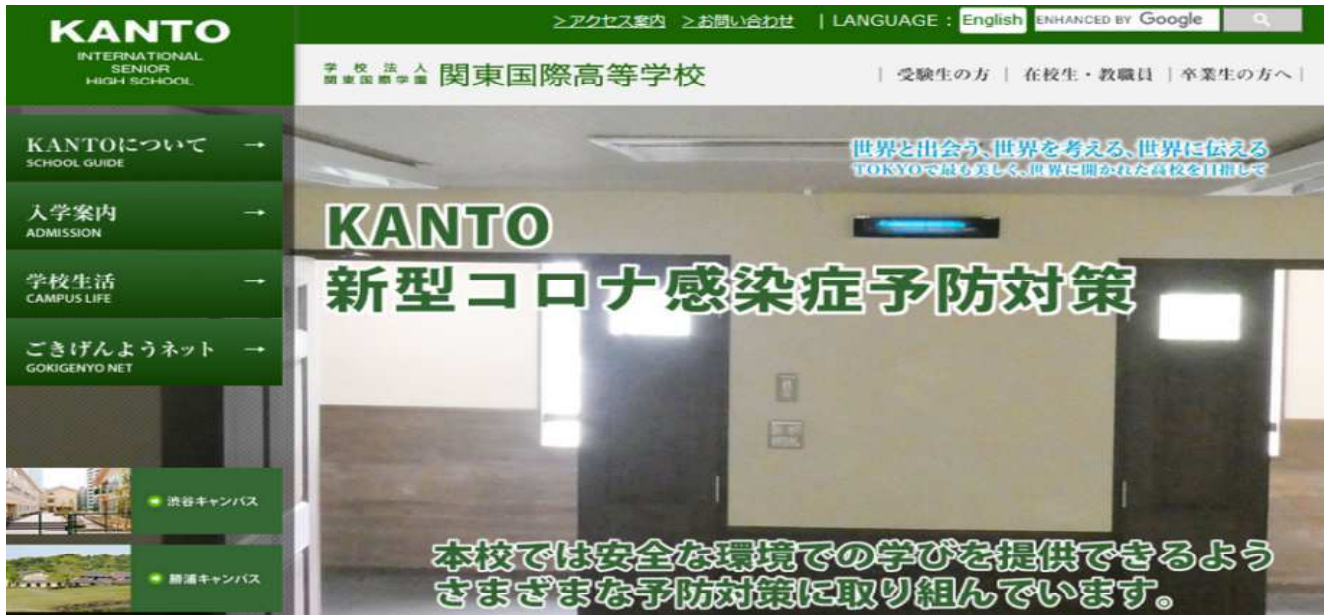 KANTO
INTERNATIONAL
SENIOR
HIGH SCHOOL
>アクセス案内 >お問い合わせ | LANGUAGE : English ENHANCED BY Google
学校法人
関東国際学園
関東国際高等学校
| 受験生の方 | 在校生・教職員 | 卒業生の方へ |
KANTOについて →
SCHOOL GUIDE
入学案内 →
ADMISSION
学校生活 →
CAMPUS LIFE
ごきげんようネット →
GOKIGENYO NET
渋谷キャンパス
勝浦キャンパス
世界と出会う、世界を考える、世界に伝える
TOKYOで最も美しく、世界に開かれた高校を目指して
KANTO
新型コロナ感染症予防対策
本校では安全な環境での学びを提供できるよう
さまざまな予防対策に取り組んでいます。